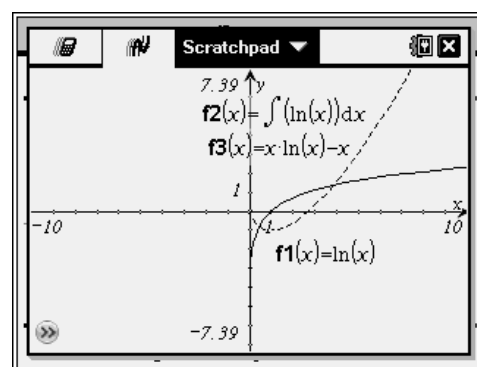 Scratchpad
7.39 y
f2(x)=∫(ln(x))dx
f3(x)=x·ln(x)−x
1
x
-10 1 10
f1(x)=ln(x)
-7.39